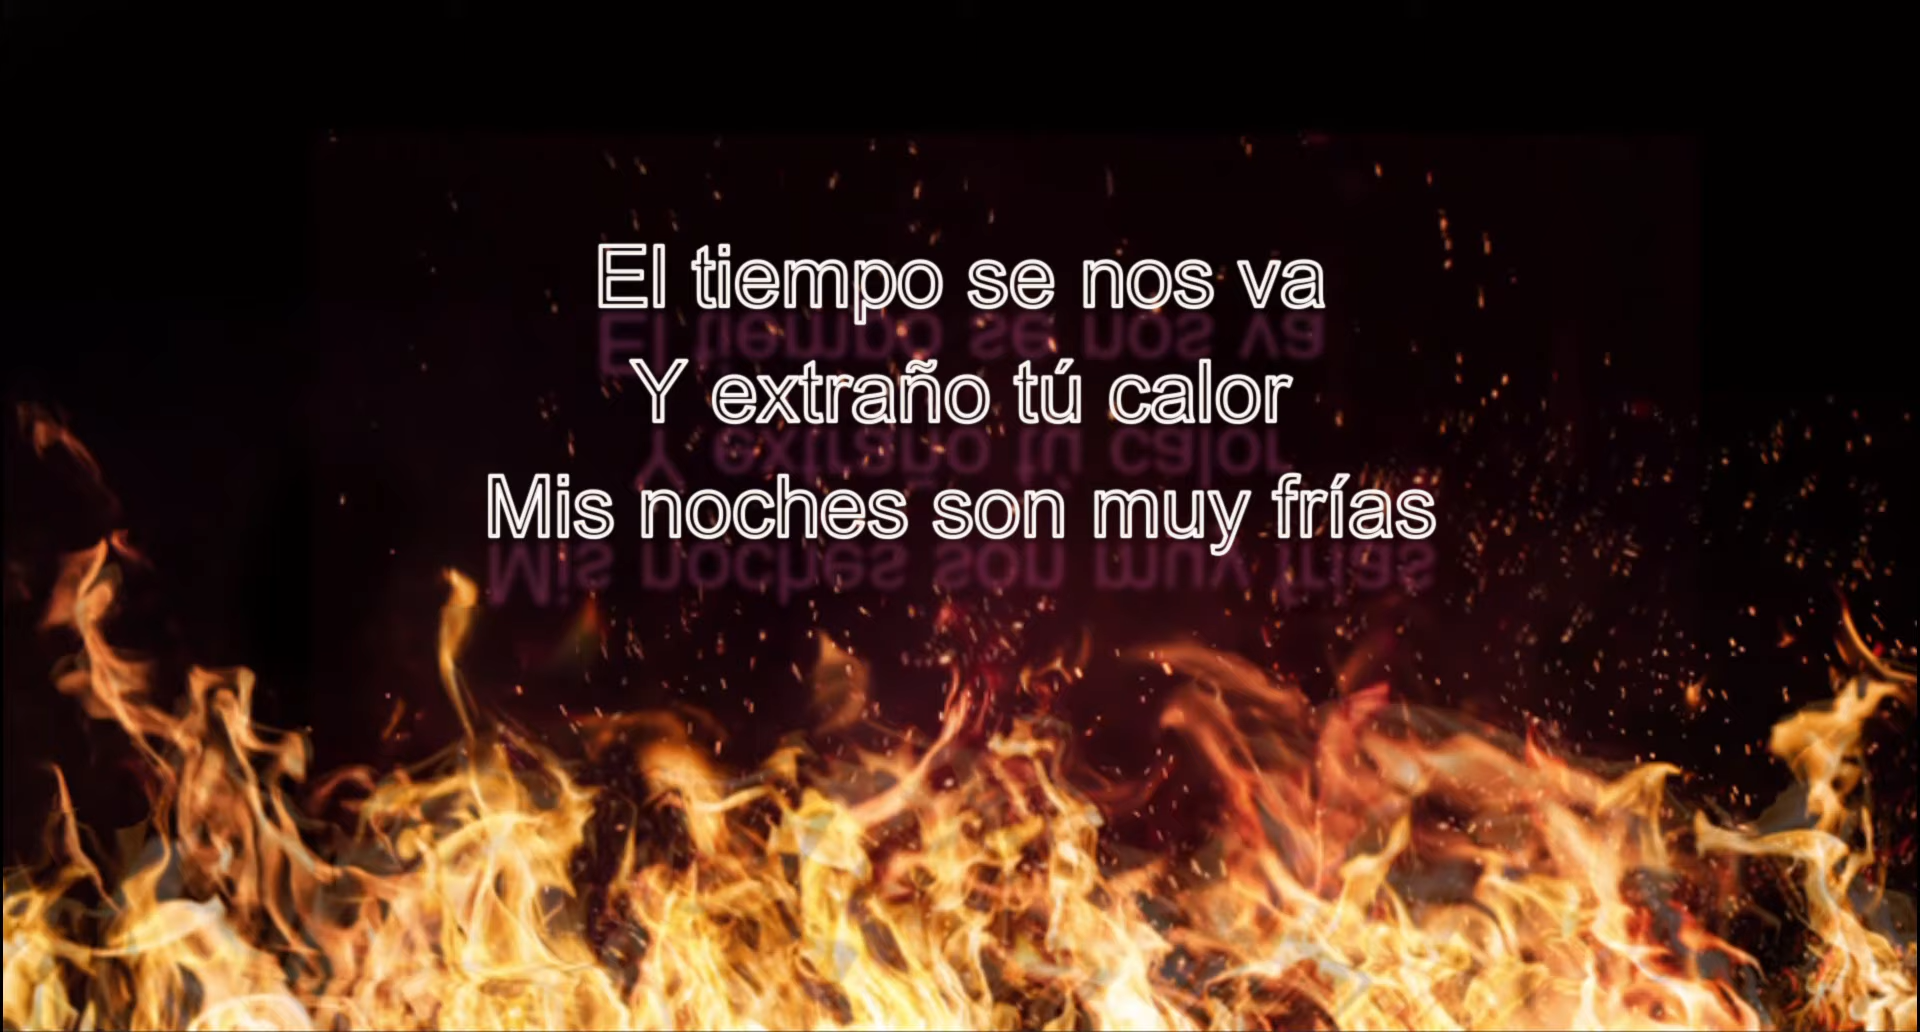 El tiempo se nos va
Y extraño tú calor
Mis noches son muy frías